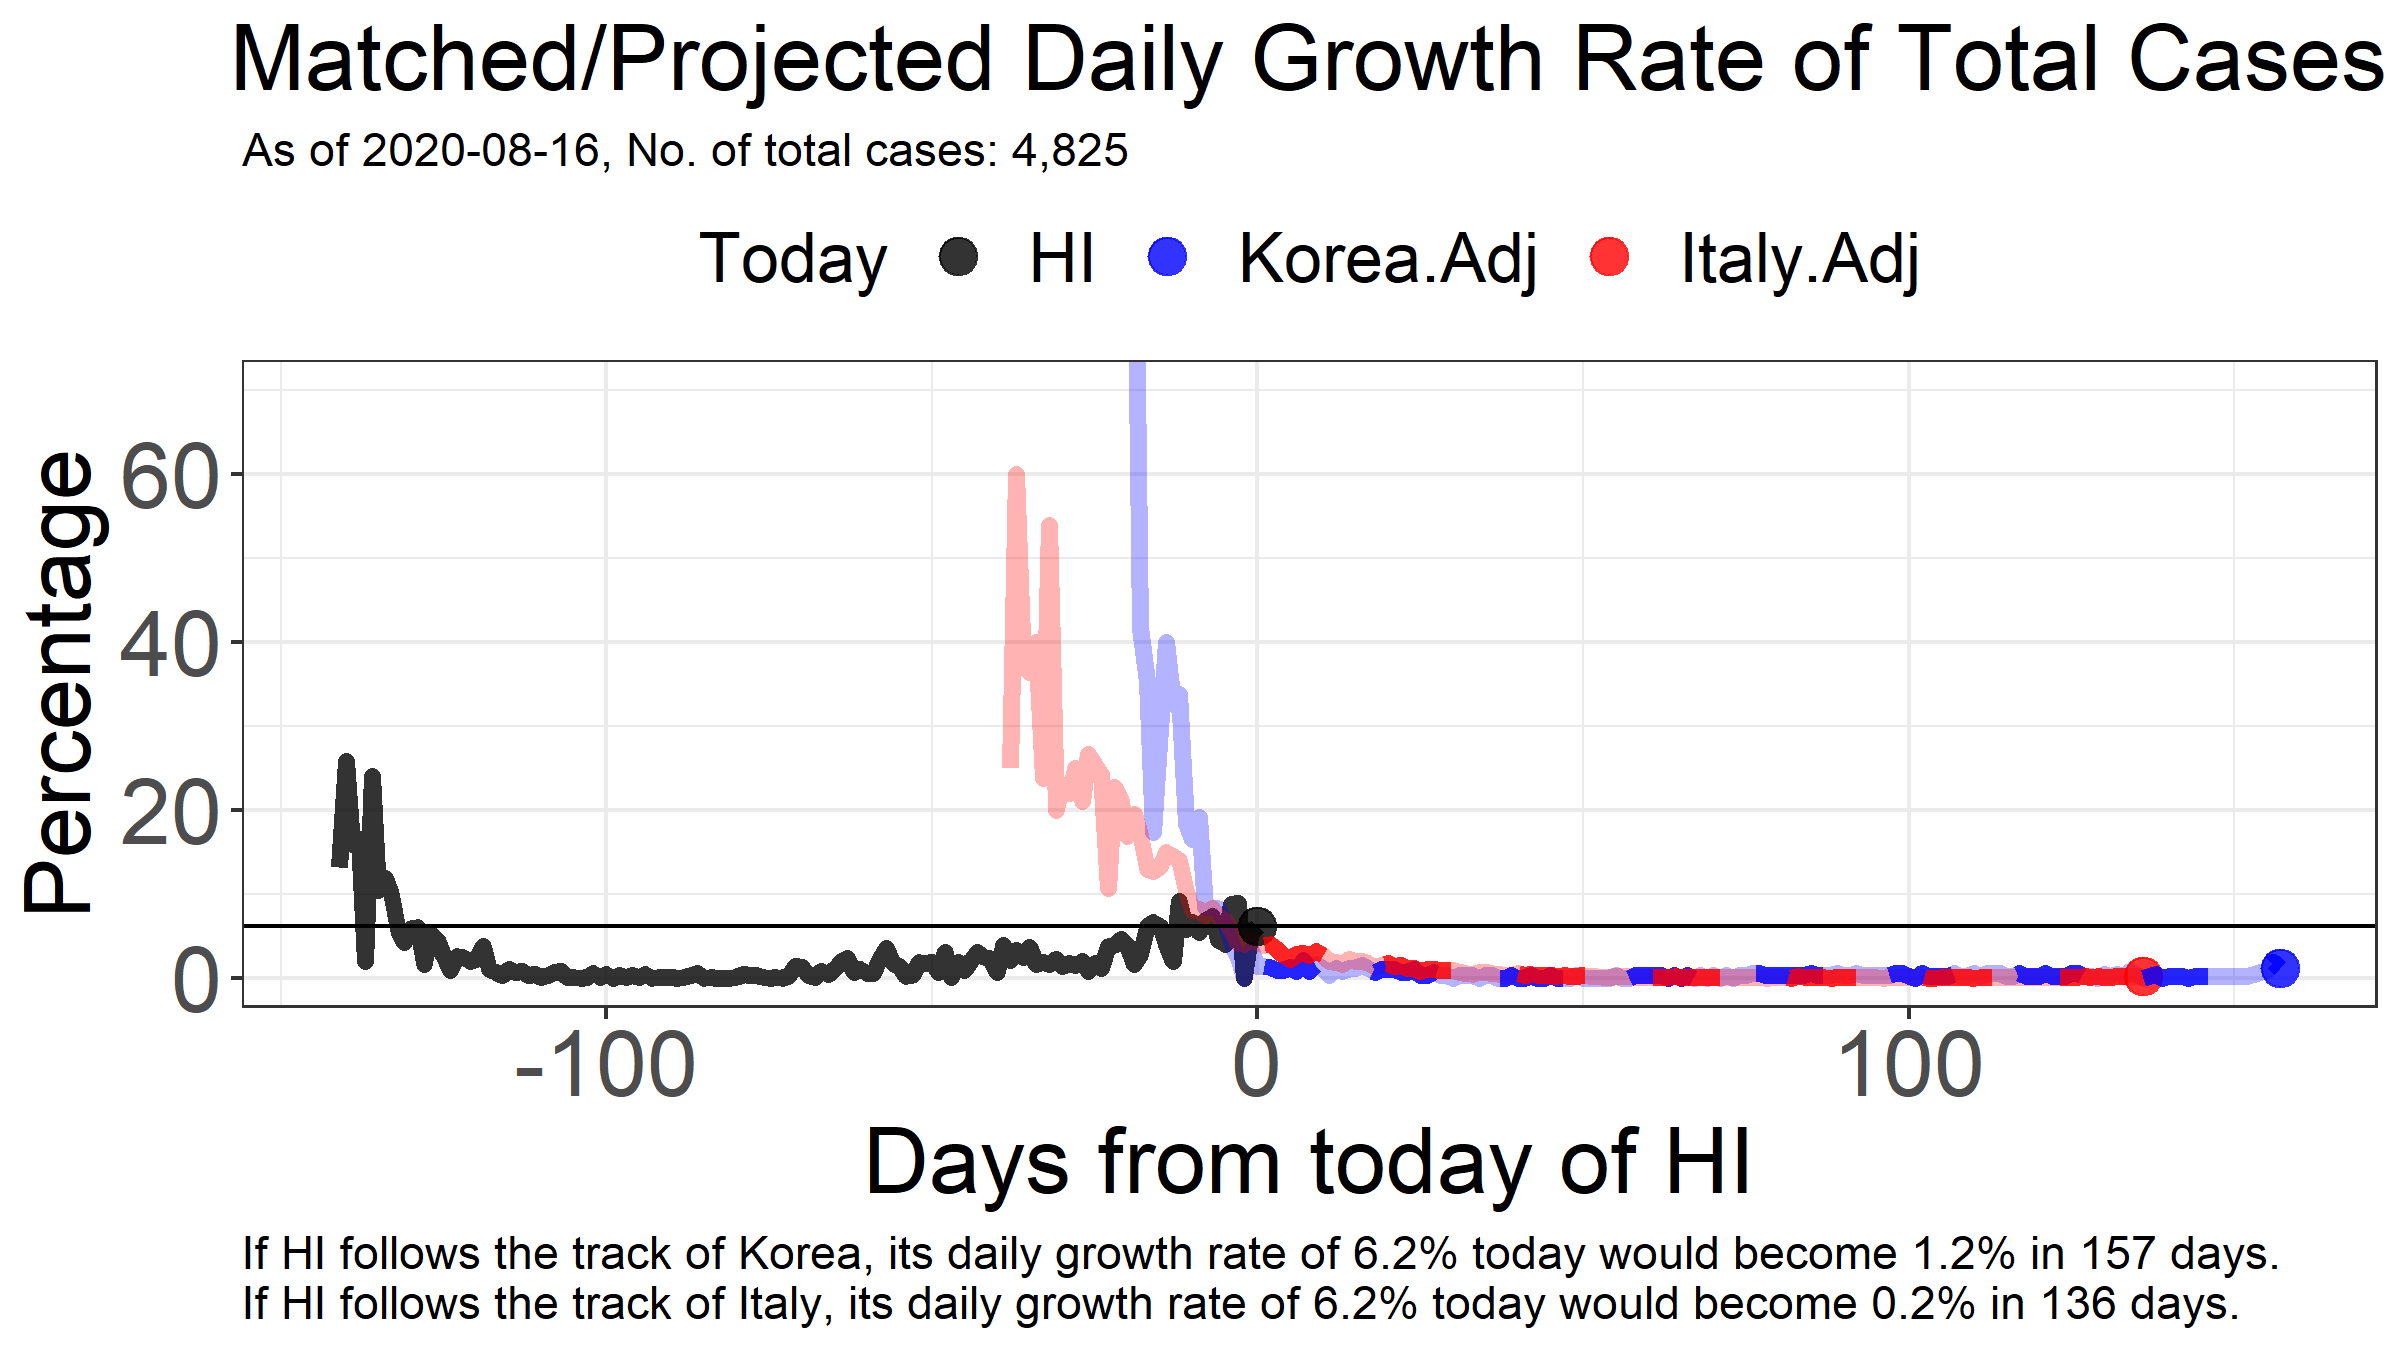 Matched/Projected Daily Growth Rate of Total Cases
As of 2020-08-16, No. of total cases: 4,825
Today HI Korea.Adj Italy.Adj
Percentage
60
40
20
0
-100 0 100
Days from today of HI
If HI follows the track of Korea, its daily growth rate of 6.2% today would become 1.2% in 157 days.
If HI follows the track of Italy, its daily growth rate of 6.2% today would become 0.2% in 136 days.